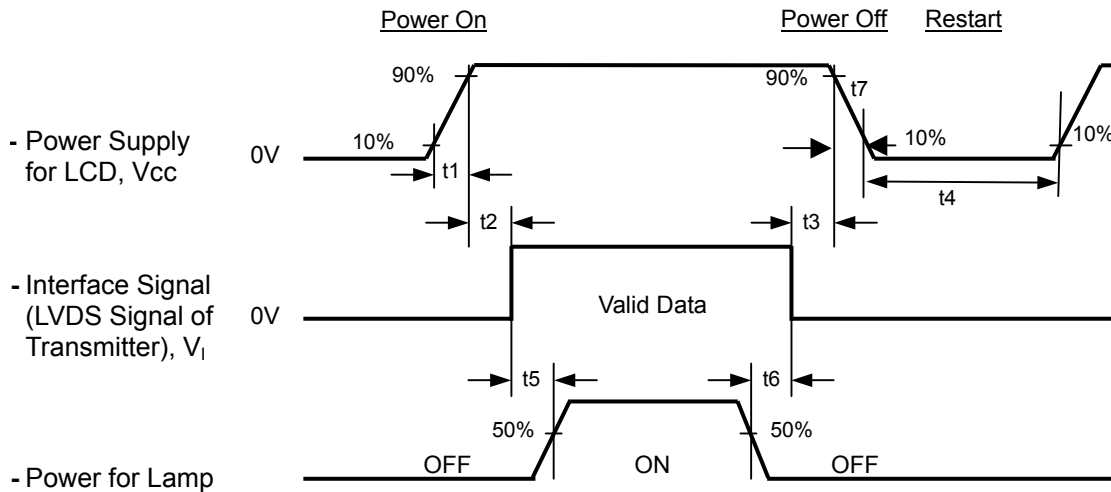 Power On
Power Off
Restart
90%
90%
t7
- Power Supply
for LCD, Vcc
0V
10%
10%
10%
t1
t4
t2
t3
- Interface Signal
(LVDS Signal of
Transmitter), VI
0V
Valid Data
t5
t6
50%
50%
- Power for Lamp
OFF
ON
OFF